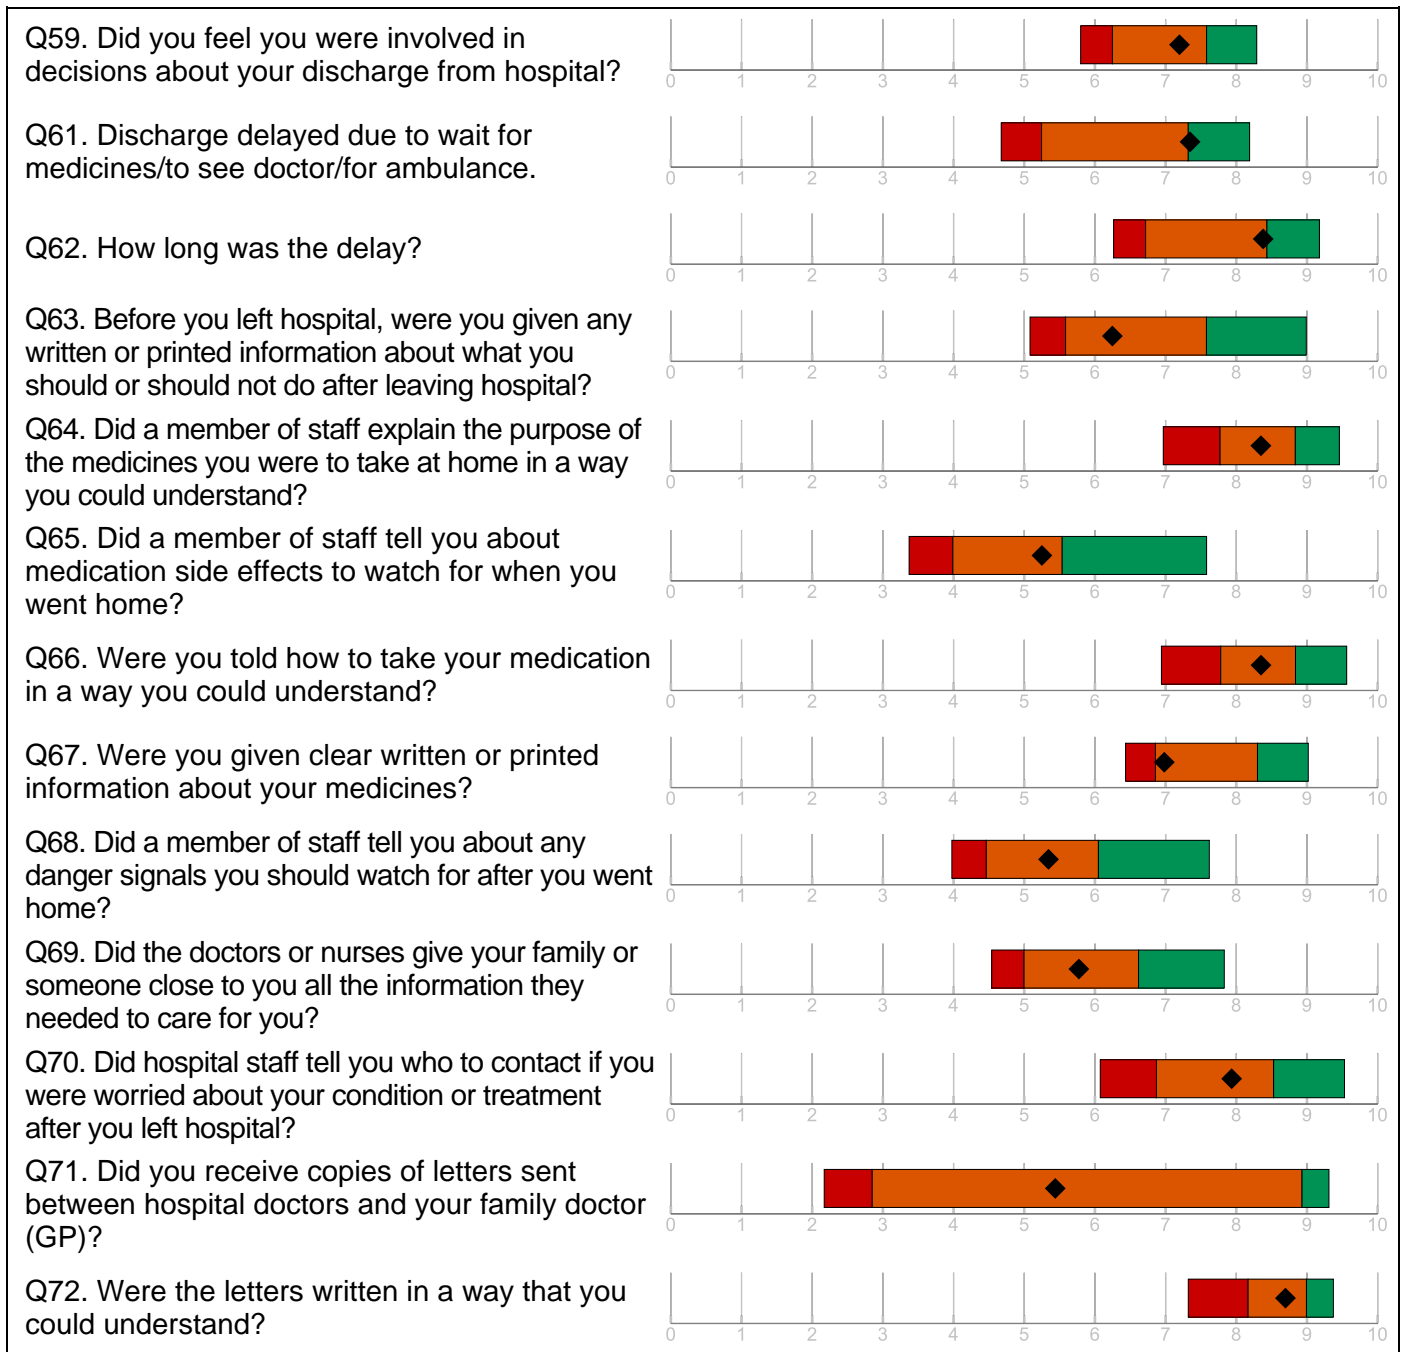 Q59. Did you feel you were involved in
decisions about your discharge from hospital?
0 1 2 3 4 5 6 7 8 9 10
Q61. Discharge delayed due to wait for
medicines/to see doctor/for ambulance.
0 1 2 3 4 5 6 7 8 9 10
Q62. How long was the delay?
0 1 2 3 4 5 6 7 8 9 10
Q63. Before you left hospital, were you given any
written or printed information about what you
should or should not do after leaving hospital?
0 1 2 3 4 5 6 7 8 9 10
Q64. Did a member of staff explain the purpose of
the medicines you were to take at home in a way
you could understand?
0 1 2 3 4 5 6 7 8 9 10
Q65. Did a member of staff tell you about
medication side effects to watch for when you
went home?
0 1 2 3 4 5 6 7 8 9 10
Q66. Were you told how to take your medication
in a way you could understand?
0 1 2 3 4 5 6 7 8 9 10
Q67. Were you given clear written or printed
information about your medicines?
0 1 2 3 4 5 6 7 8 9 10
Q68. Did a member of staff tell you about any
danger signals you should watch for after you went
home?
0 1 2 3 4 5 6 7 8 9 10
Q69. Did the doctors or nurses give your family or
someone close to you all the information they
needed to care for you?
0 1 2 3 4 5 6 7 8 9 10
Q70. Did hospital staff tell you who to contact if you
were worried about your condition or treatment
after you left hospital?
0 1 2 3 4 5 6 7 8 9 10
Q71. Did you receive copies of letters sent
between hospital doctors and your family doctor
(GP)?
0 1 2 3 4 5 6 7 8 9 10
Q72. Were the letters written in a way that you
could understand?
0 1 2 3 4 5 6 7 8 9 10